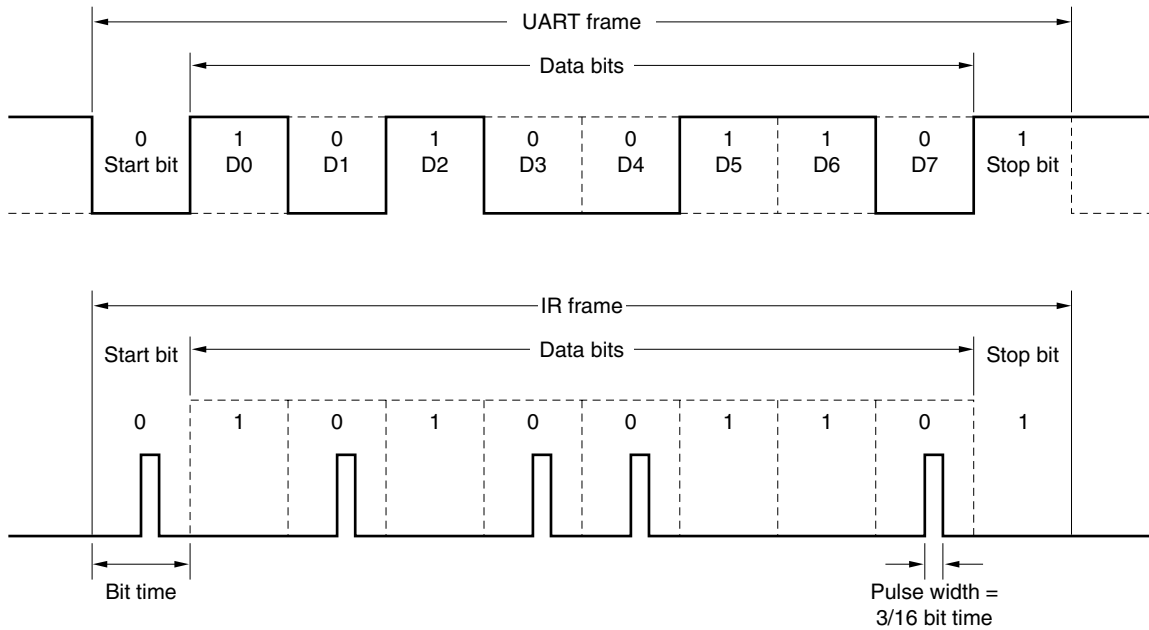 UART frame
Data bits
0 1 0 1 0 0 1 1 0 1
Start bit D0 D1 D2 D3 D4 D5 D6 D7 Stop bit
IR frame
Start bit Data bits Stop bit
0 1 0 1 0 0 1 1 0 1
Bit time
Pulse width =
3/16 bit time